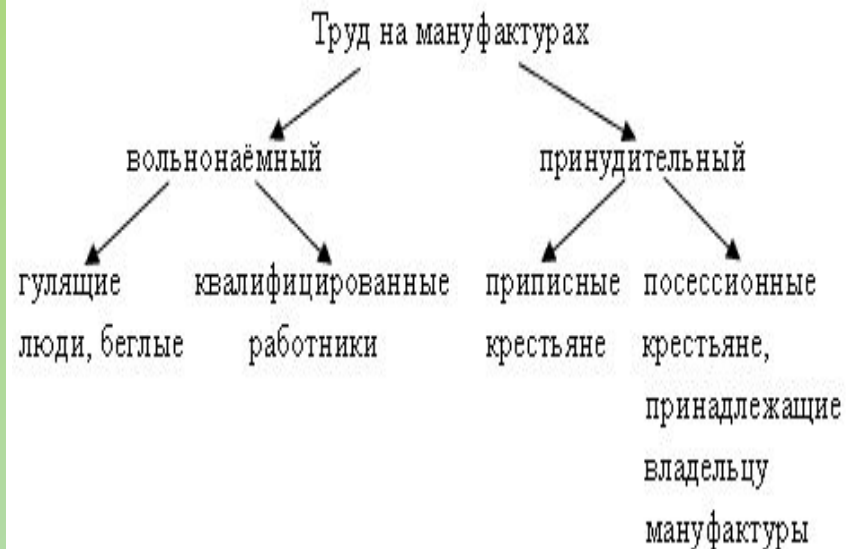 Труд на мануфактурах
вольнонаёмный
принудительный
гулящие
люди, беглые
квалифицированные
работники
приписные
крестьяне
посессионные
крестьяне,
принадлежащие
владельцу
мануфактуры